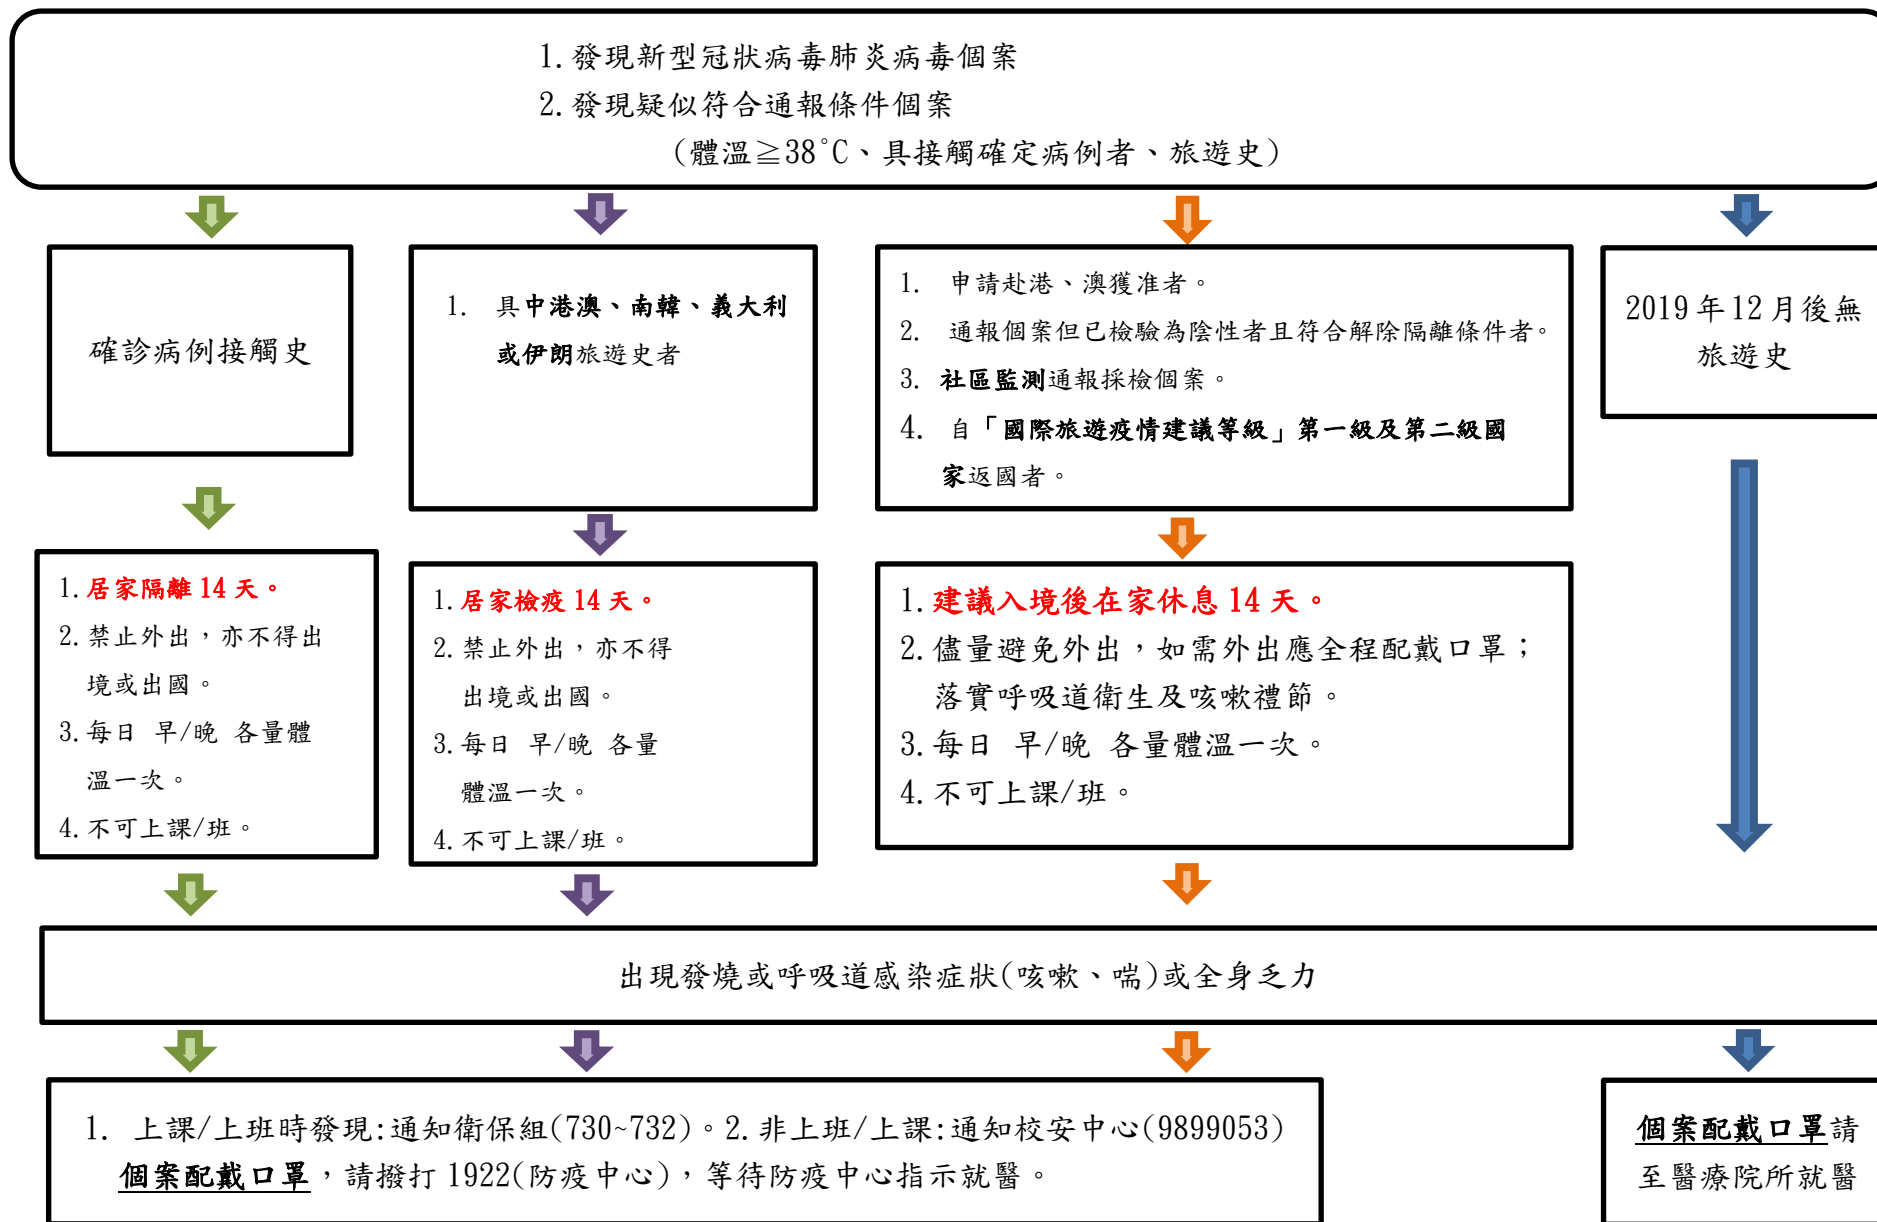 1.發現新型冠狀病毒肺炎病毒個案
2.發現疑似符合通報條件個案
(體溫≧38°C、具接觸確定病例者、旅遊史)
確診病例接觸史
1. 具中港澳、南韓、義大利
或伊朗旅遊史者
1. 申請赴港、澳獲准者。
2. 通報個案但已檢驗為陰性者且符合解除隔離條件者。
3. 社區監測通報採檢個案。
4. 自「國際旅遊疫情建議等級」第一級及第二級國
家返國者。
2019年12月後無
旅遊史
1.居家隔離14天。
2.禁止外出,亦不得出
境或出國。
3.每日 早/晚 各量體
溫一次。
4.不可上課/班。
1.居家檢疫14天。
2.禁止外出,亦不得
出境或出國。
3.每日 早/晚 各量
體溫一次。
4.不可上課/班。
1.建議入境後在家休息14天。
2.儘量避免外出,如需外出應全程配戴口罩;
落實呼吸道衛生及咳嗽禮節。
3.每日 早/晚 各量體溫一次。
4.不可上課/班。
出現發燒或呼吸道感染症狀(咳嗽、喘)或全身乏力
1. 上課/上班時發現:通知衛保組(730~732)。2.非上班/上課:通知校安中心(9899053)
個案配戴口罩,請撥打1922(防疫中心),等待防疫中心指示就醫。
個案配戴口罩請
至醫療院所就醫